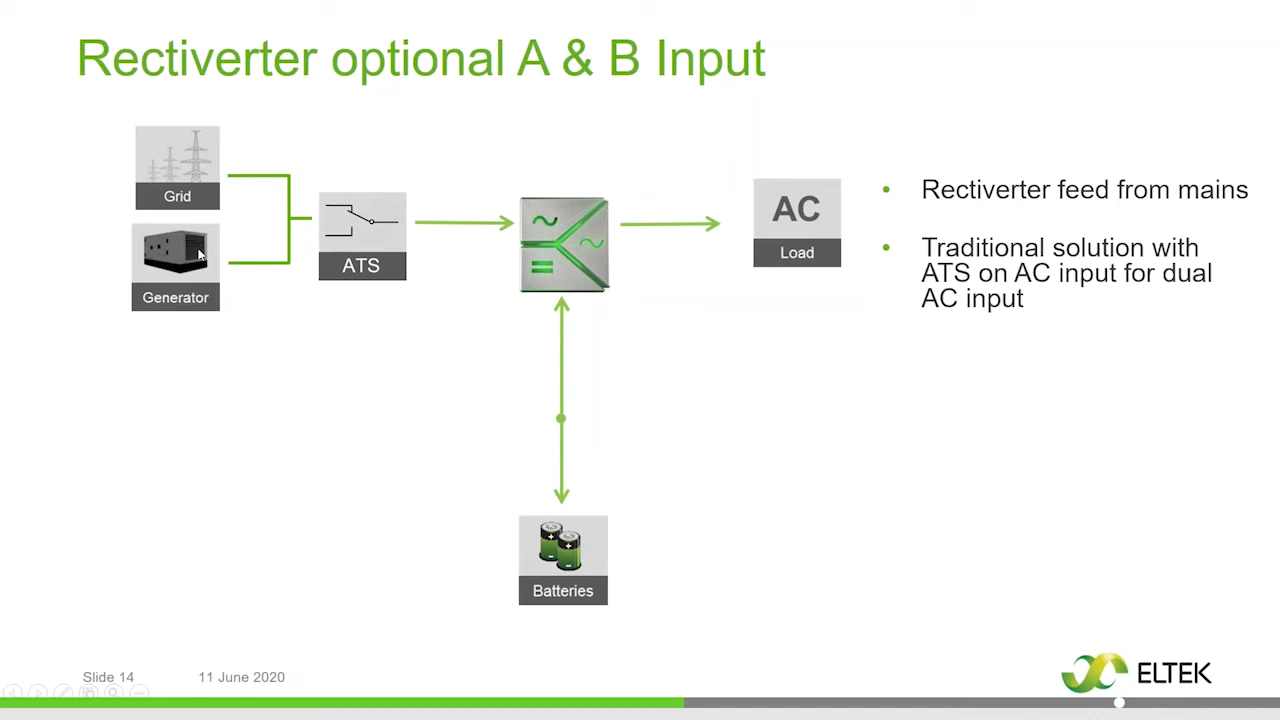 Rectiverter optional A & B Input
Grid
Generator
ATS
AC
Load
Batteries
• Rectiverter feed from mains
• Traditional solution with
ATS on AC input for dual
AC input
Slide 14
11 June 2020
ELTEK